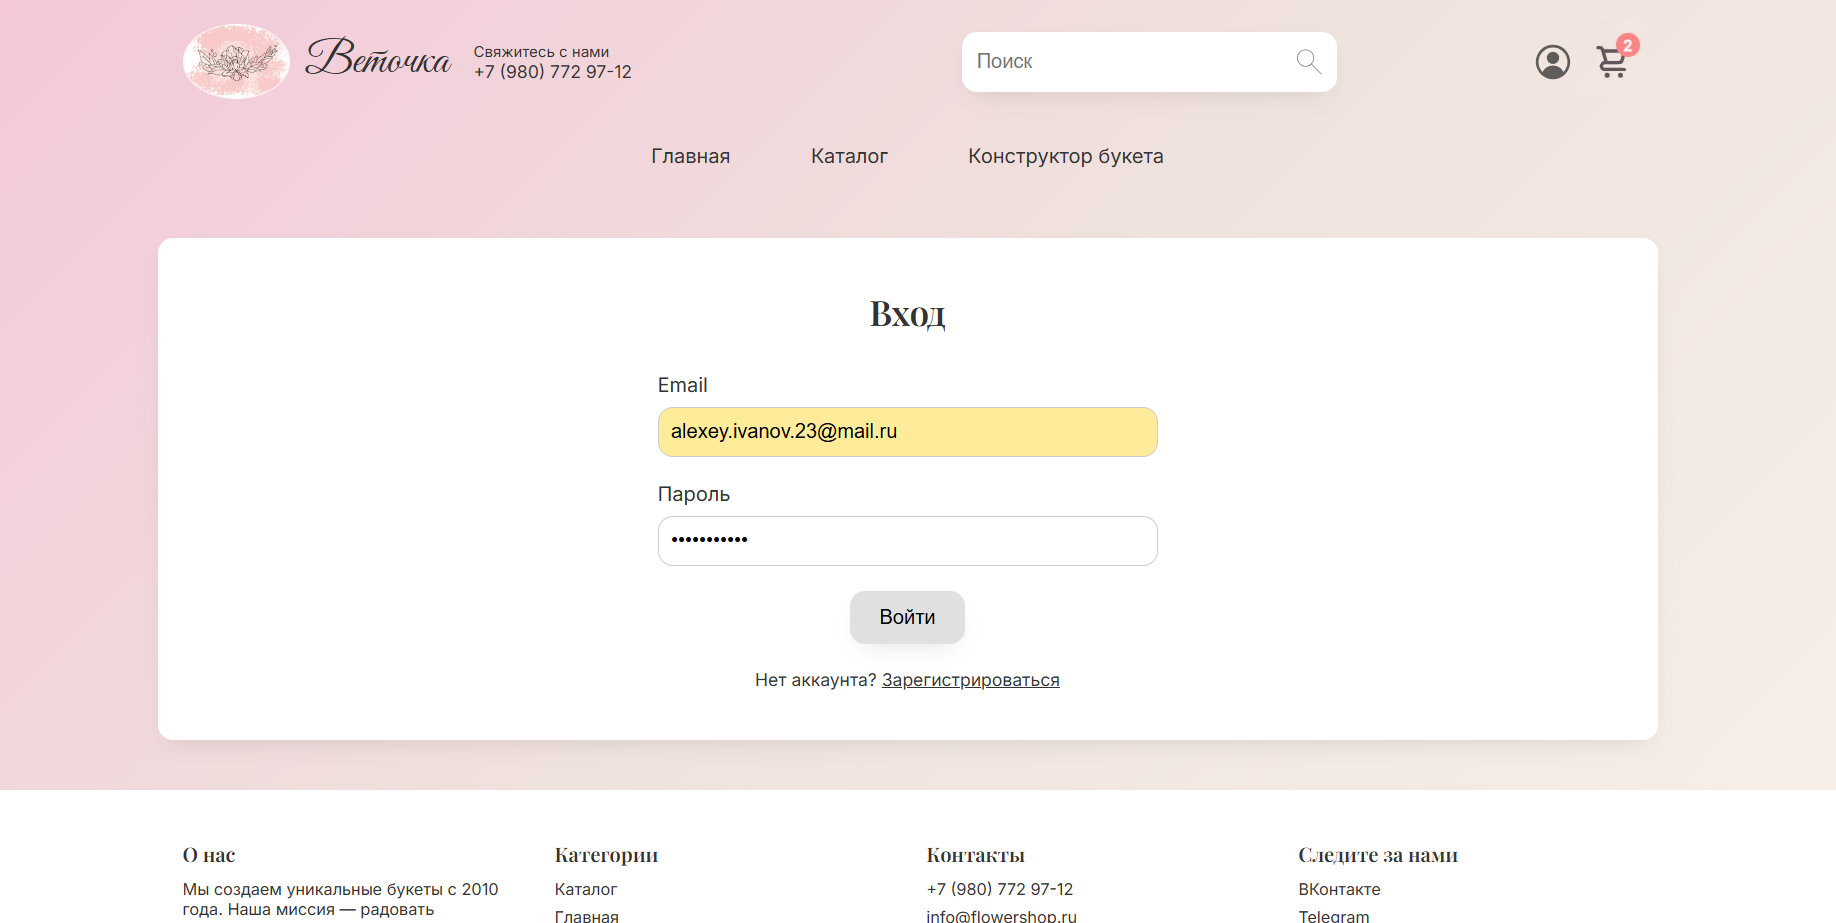 Веточка
Свяжитесь с нами
+7 (980) 772 97-12
Поиск
2
Главная
Каталог
Конструктор букета
Вход
Email
alexey.ivanov.23@mail.ru
Пароль
•••••••••••
Войти
Нет аккаунта? Зарегистрироваться
О нас
Мы создаем уникальные букеты с 2010
года. Наша миссия — радовать
Категории
Каталог
Главная
Контакты
+7 (980) 772 97-12
info@flowershop.ru
Следите за нами
ВКонтакте
Telegram